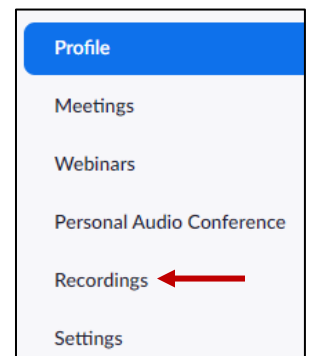 Profile
Meetings
Webinars
Personal Audio Conference
Recordings
Settings